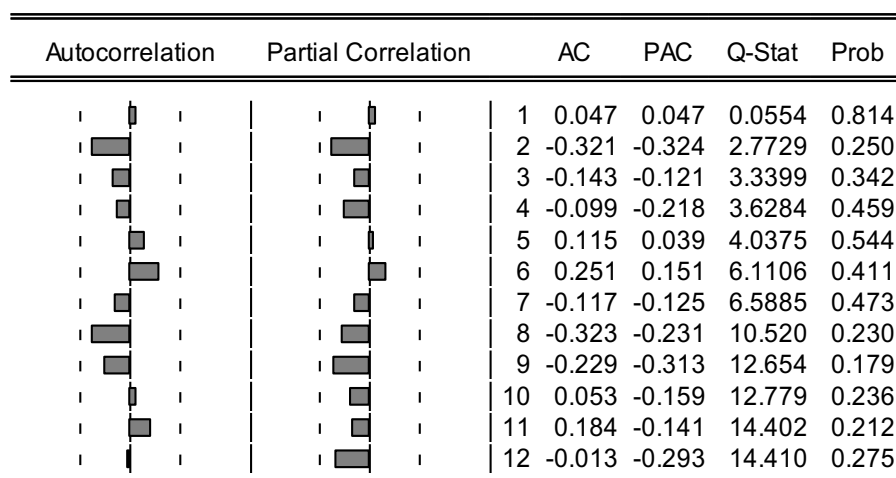 Autocorrelation Partial Correlation AC PAC Q-Stat Prob
1 0.047 0.047 0.0554 0.814
2 -0.321 -0.324 2.7729 0.250
3 -0.143 -0.121 3.3399 0.342
4 -0.099 -0.218 3.6284 0.459
5 0.115 0.039 4.0375 0.544
6 0.251 0.151 6.1106 0.411
7 -0.117 -0.125 6.5885 0.473
8 -0.323 -0.231 10.520 0.230
9 -0.229 -0.313 12.654 0.179
10 0.053 -0.159 12.779 0.236
11 0.184 -0.141 14.402 0.212
12 -0.013 -0.293 14.410 0.275